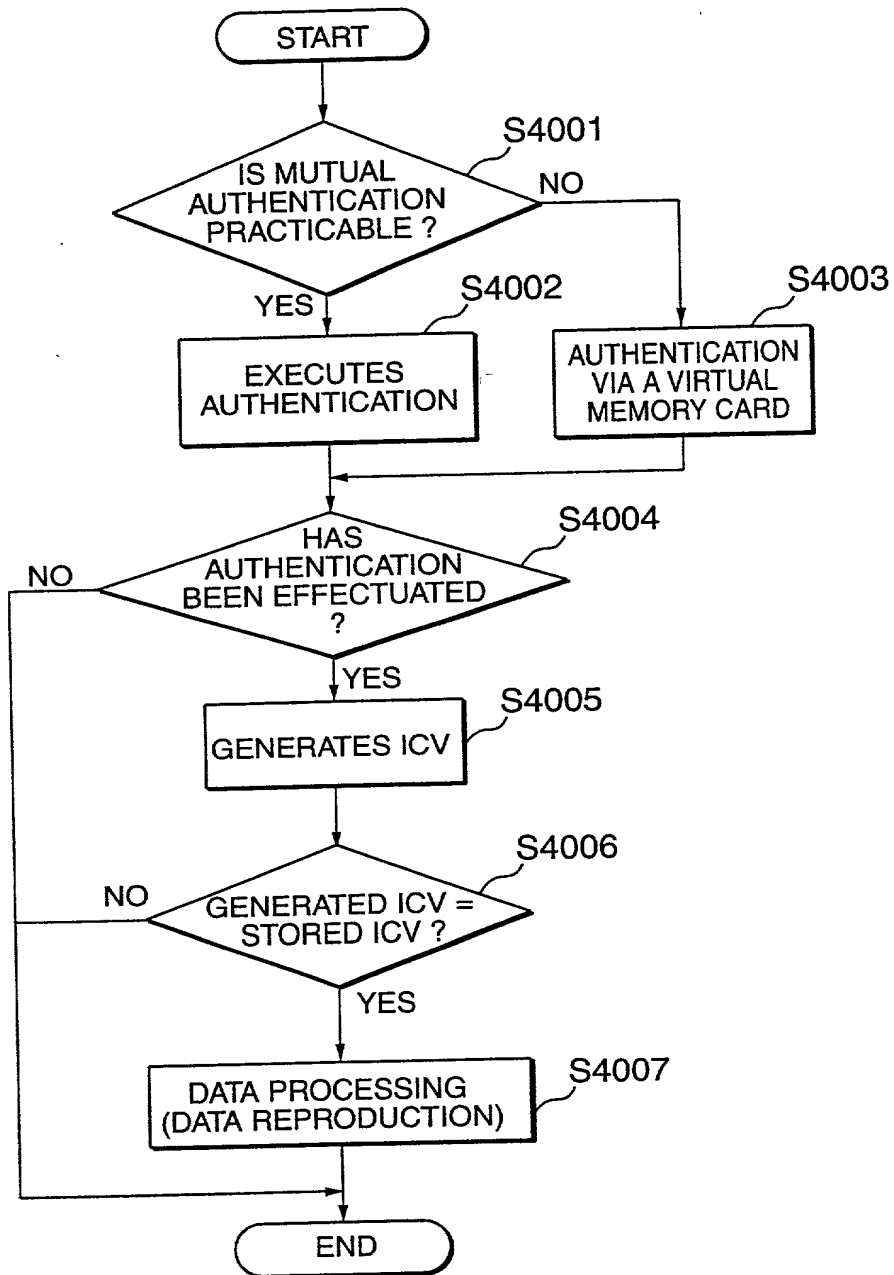 START
S4001
IS MUTUAL
AUTHENTICATION
PRACTICABLE ?
NO
YES
S4002
S4003
EXECUTES
AUTHENTICATION
AUTHENTICATION
VIA A VIRTUAL
MEMORY CARD
S4004
HAS
AUTHENTICATION
BEEN EFFECTUATED
?
NO
YES
S4005
GENERATES ICV
S4006
NO
GENERATED ICV =
STORED ICV ?
YES
S4007
DATA PROCESSING
(DATA REPRODUCTION)
END